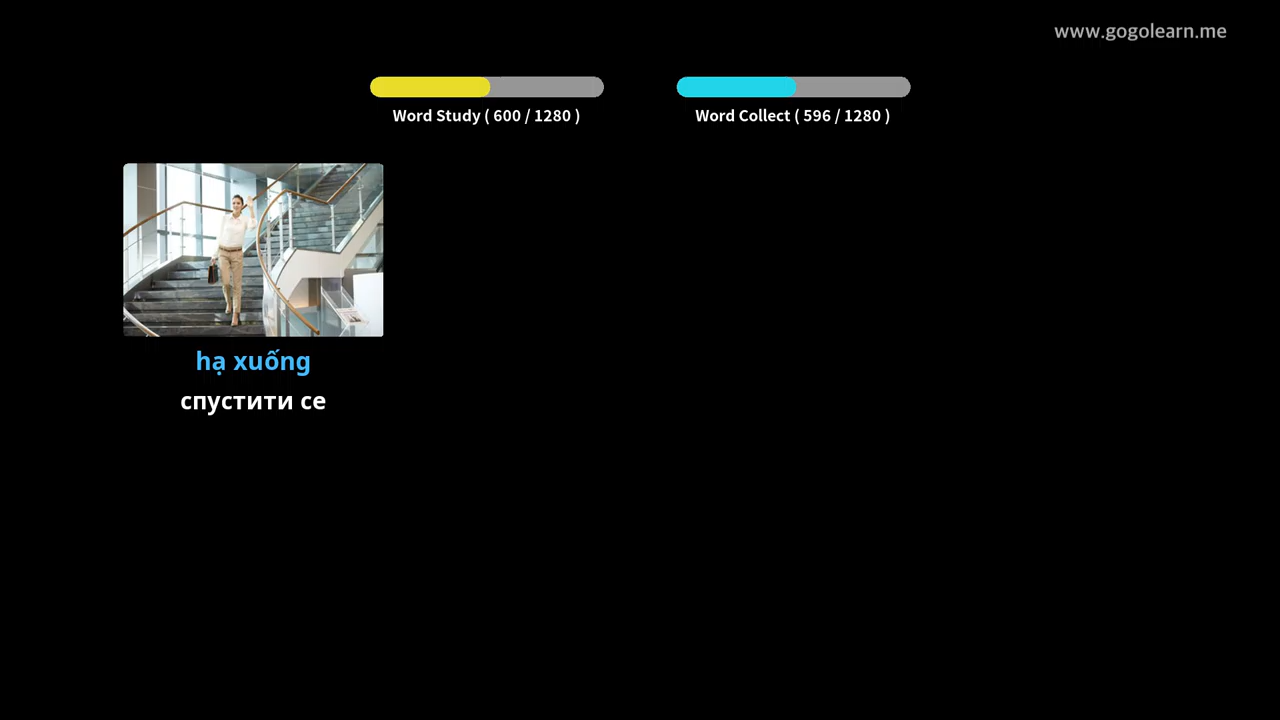 www.gogolearn.me
Word Study ( 600 / 1280 )
Word Collect ( 596 / 1280 )
hạ xuống
спустити се